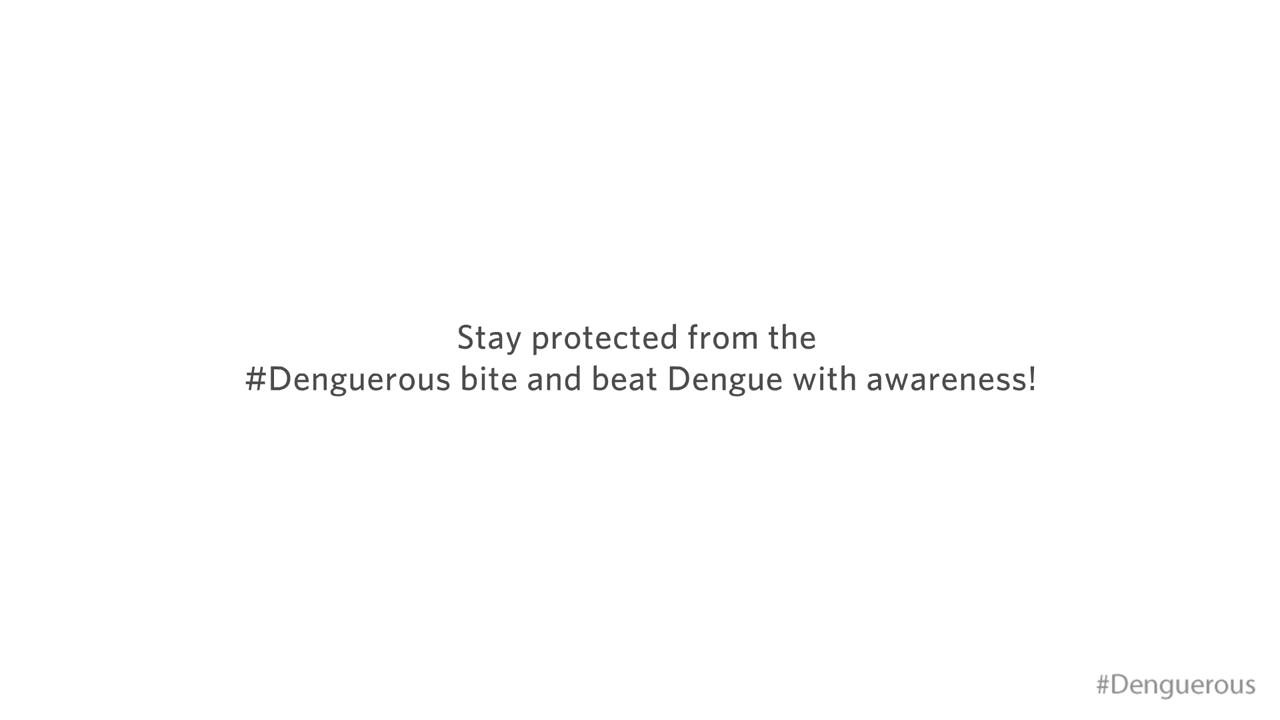 Stay protected from the
#Denguerous bite and beat Dengue with awareness!
#Denguerous